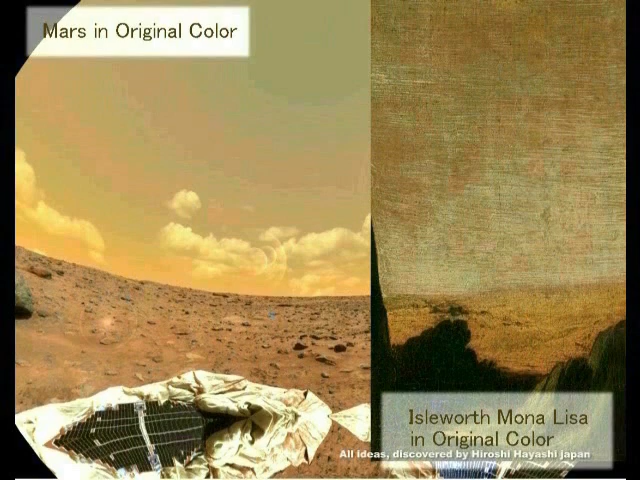 Mars in Original Color
Isleworth Mona Lisa
in Original Color
All ideas, discovered by Hiroshi Hayashi japan